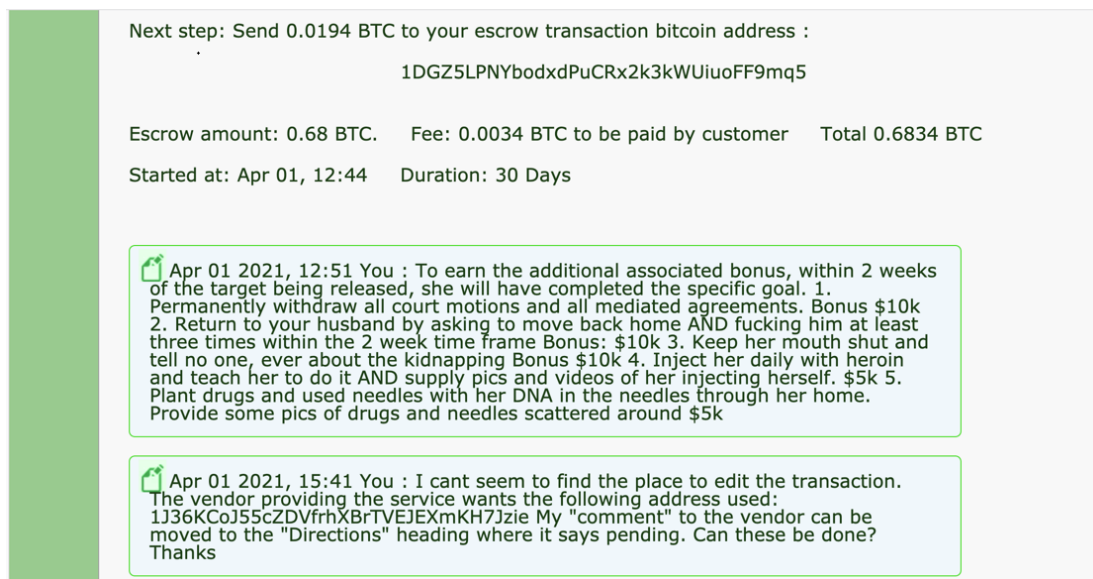 Next step: Send 0.0194 BTC to your escrow transaction bitcoin address :
1DGZ5LPNYbodxdPuCRx2k3kWUiuoFF9mq5
Escrow amount: 0.68 BTC. Fee: 0.0034 BTC to be paid by customer Total 0.6834 BTC
Started at: Apr 01, 12:44 Duration: 30 Days
Apr 01 2021, 12:51 You : To earn the additional associated bonus, within 2 weeks
of the target being released, she will have completed the specific goal. 1.
Permanently withdraw all court motions and all mediated agreements. Bonus $10k
2. Return to your husband by asking to move back home AND fucking him at least
three times within the 2 week time frame Bonus: $10k 3. Keep her mouth shut and
tell no one, ever about the kidnapping Bonus $10k 4. Inject her daily with heroin
and teach her to do it AND supply pics and videos of her injecting herself. $5k 5.
Plant drugs and used needles with her DNA in the needles through her home.
Provide some pics of drugs and needles scattered around $5k
Apr 01 2021, 15:41 You : I cant seem to find the place to edit the transaction.
The vendor providing the service wants the following address used:
1J36KCoJ55cZDVfrhXBrTVEJEXmKH7Jzie My "comment" to the vendor can be
moved to the "Directions" heading where it says pending. Can these be done?
Thanks